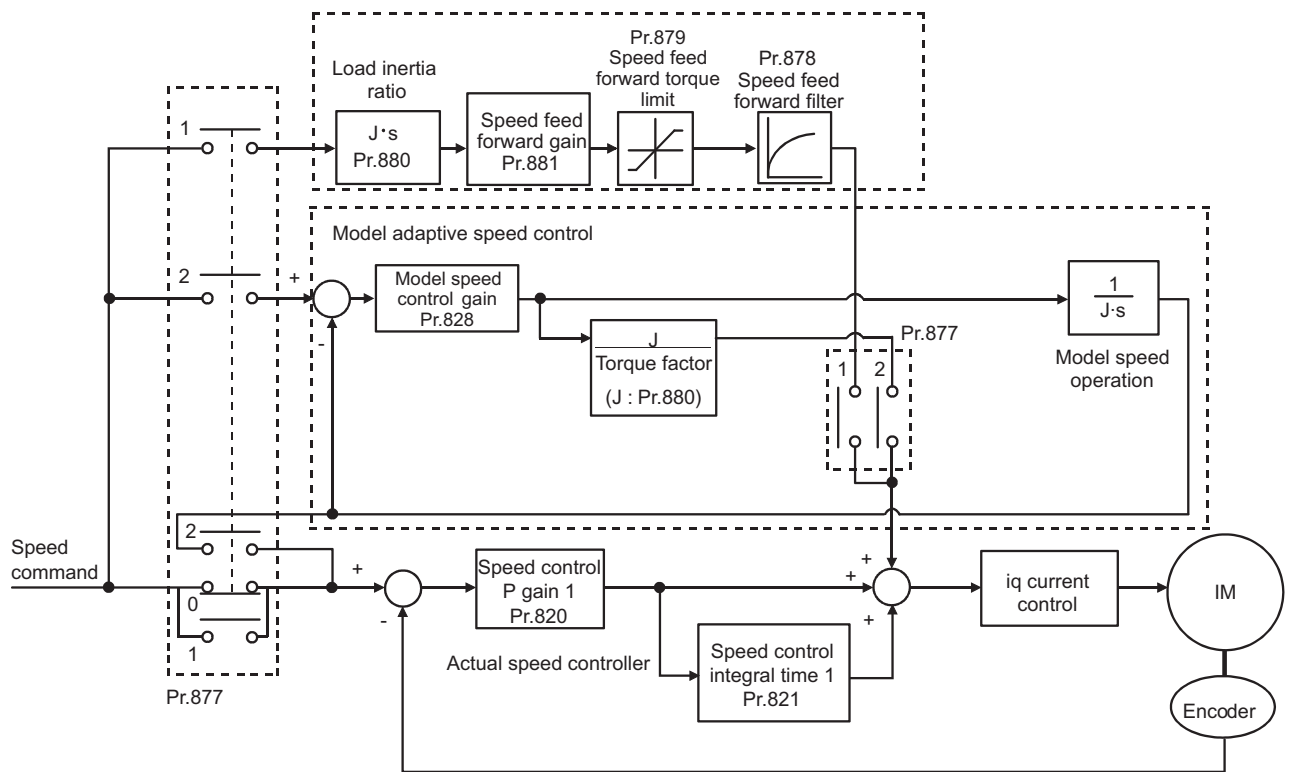 Pr.879
Speed feed
forward torque
limit
Pr.878
Speed feed
forward filter
Load inertia
ratio
1
J·s
Pr.880
Speed feed
forward gain
Pr.881
Model adaptive speed control
2
+
-
Model speed
control gain
Pr.828
J
Torque factor
(J : Pr.880)
Pr.877
1 2
1
J·s
Model speed
operation
Speed
command
2
0
1
Pr.877
+
-
Speed control
P gain 1
Pr.820
Actual speed controller
Speed control
integral time 1
Pr.821
+
+
+
iq current
control
IM
Encoder